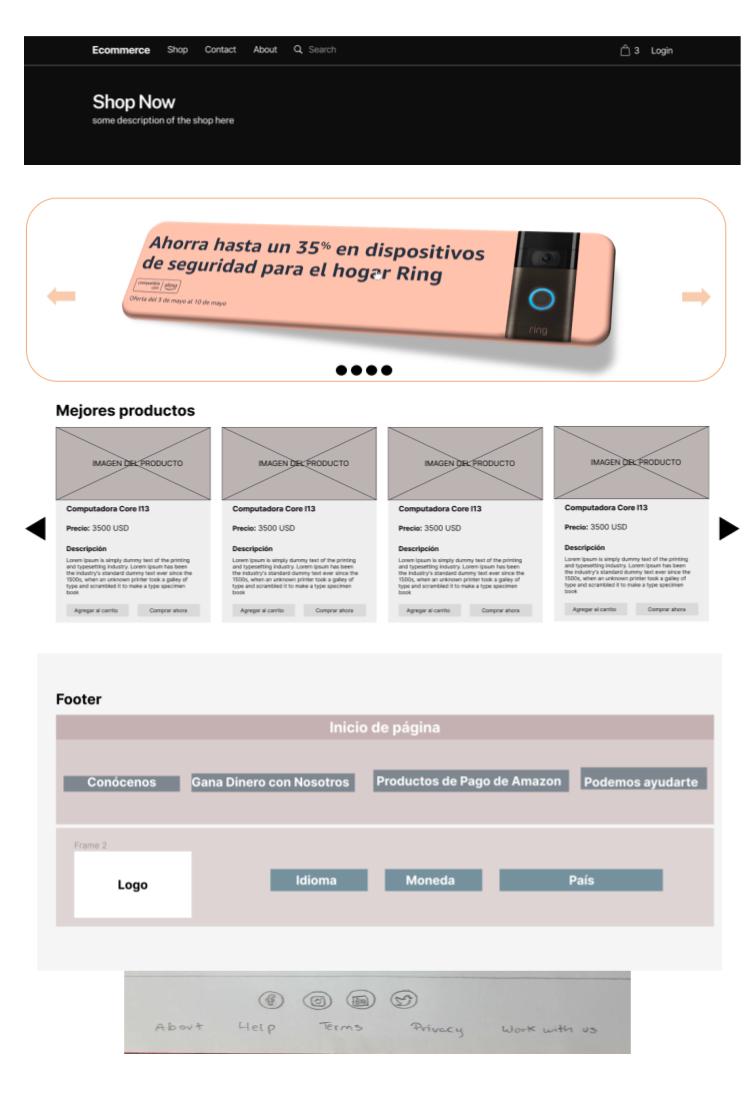 Ecommerce Shop Contact About Search 3 Login
Shop Now
some description of the shop here
Ahorra hasta un 35% en dispositivos
de seguridad para el hogar Ring
Oferta del 3 de mayo al 10 de mayo
ring
Mejores productos
IMAGEN DEL PRODUCTO
Computadora Core I13
Precio: 3500 USD
Descripción
Lorem Ipsum is simply dummy text of the printing
and typesetting industry. Lorem Ipsum has been
the industry's standard dummy text ever since the
1500s, when an unknown printer took a galley of
type and scrambled it to make a type specimen
book
Agregar al carrito Comprar ahora
IMAGEN DEL PRODUCTO
Computadora Core I13
Precio: 3500 USD
Descripción
Lorem Ipsum is simply dummy text of the printing
and typesetting industry. Lorem Ipsum has been
the industry's standard dummy text ever since the
1500s, when an unknown printer took a galley of
type and scrambled it to make a type specimen
book
Agregar al carrito Comprar ahora
IMAGEN DEL PRODUCTO
Computadora Core I13
Precio: 3500 USD
Descripción
Lorem Ipsum is simply dummy text of the printing
and typesetting industry. Lorem Ipsum has been
the industry's standard dummy text ever since the
1500s, when an unknown printer took a galley of
type and scrambled it to make a type specimen
book
Agregar al carrito Comprar ahora
IMAGEN DEL PRODUCTO
Computadora Core I13
Precio: 3500 USD
Descripción
Lorem Ipsum is simply dummy text of the printing
and typesetting industry. Lorem Ipsum has been
the industry's standard dummy text ever since the
1500s, when an unknown printer took a galley of
type and scrambled it to make a type specimen
book
Agregar al carrito Comprar ahora
Footer
Inicio de página
Conócenos Gana Dinero con Nosotros Productos de Pago de Amazon Podemos ayudarte
Frame 2
Logo Idioma Moneda País
About Help Terms Privacy Work with us